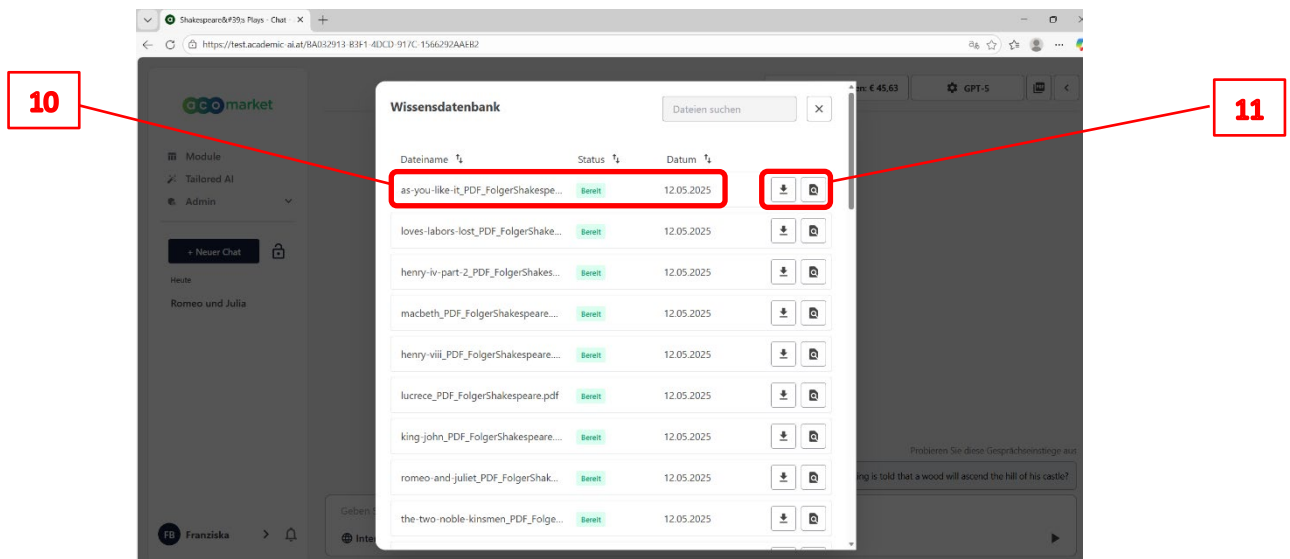 Shakespeare&#39;s Plays - Chat -
https://test.academic-ai.at/8A032913-B3F1-4DCD-917C-1566292AAEB2
10
11
aco market
en: € 45,63
GPT-5
Wissensdatenbank
Dateien suchen
Module
Tailored AI
Admin
+ Neuer Chat
Heute
Romeo und Julia
Dateiname Status Datum
as-you-like-it_PDF_FolgerShakespe... Bereit 12.05.2025
loves-labors-lost_PDF_FolgerShake... Bereit 12.05.2025
henry-iv-part-2_PDF_FolgerShakes... Bereit 12.05.2025
macbeth_PDF_FolgerShakespeare.... Bereit 12.05.2025
henry-viii_PDF_FolgerShakespeare.... Bereit 12.05.2025
lucrece_PDF_FolgerShakespeare.pdf Bereit 12.05.2025
king-john_PDF_FolgerShakespeare.... Bereit 12.05.2025
romeo-and-juliet_PDF_FolgerShak... Bereit 12.05.2025
the-two-noble-kinsmen_PDF_Folge... Bereit 12.05.2025
Probieren Sie diese Gesprächseinstiege aus
ing is told that a wood will ascend the hill of his castle?
Geben S
Inte
FB Franziska